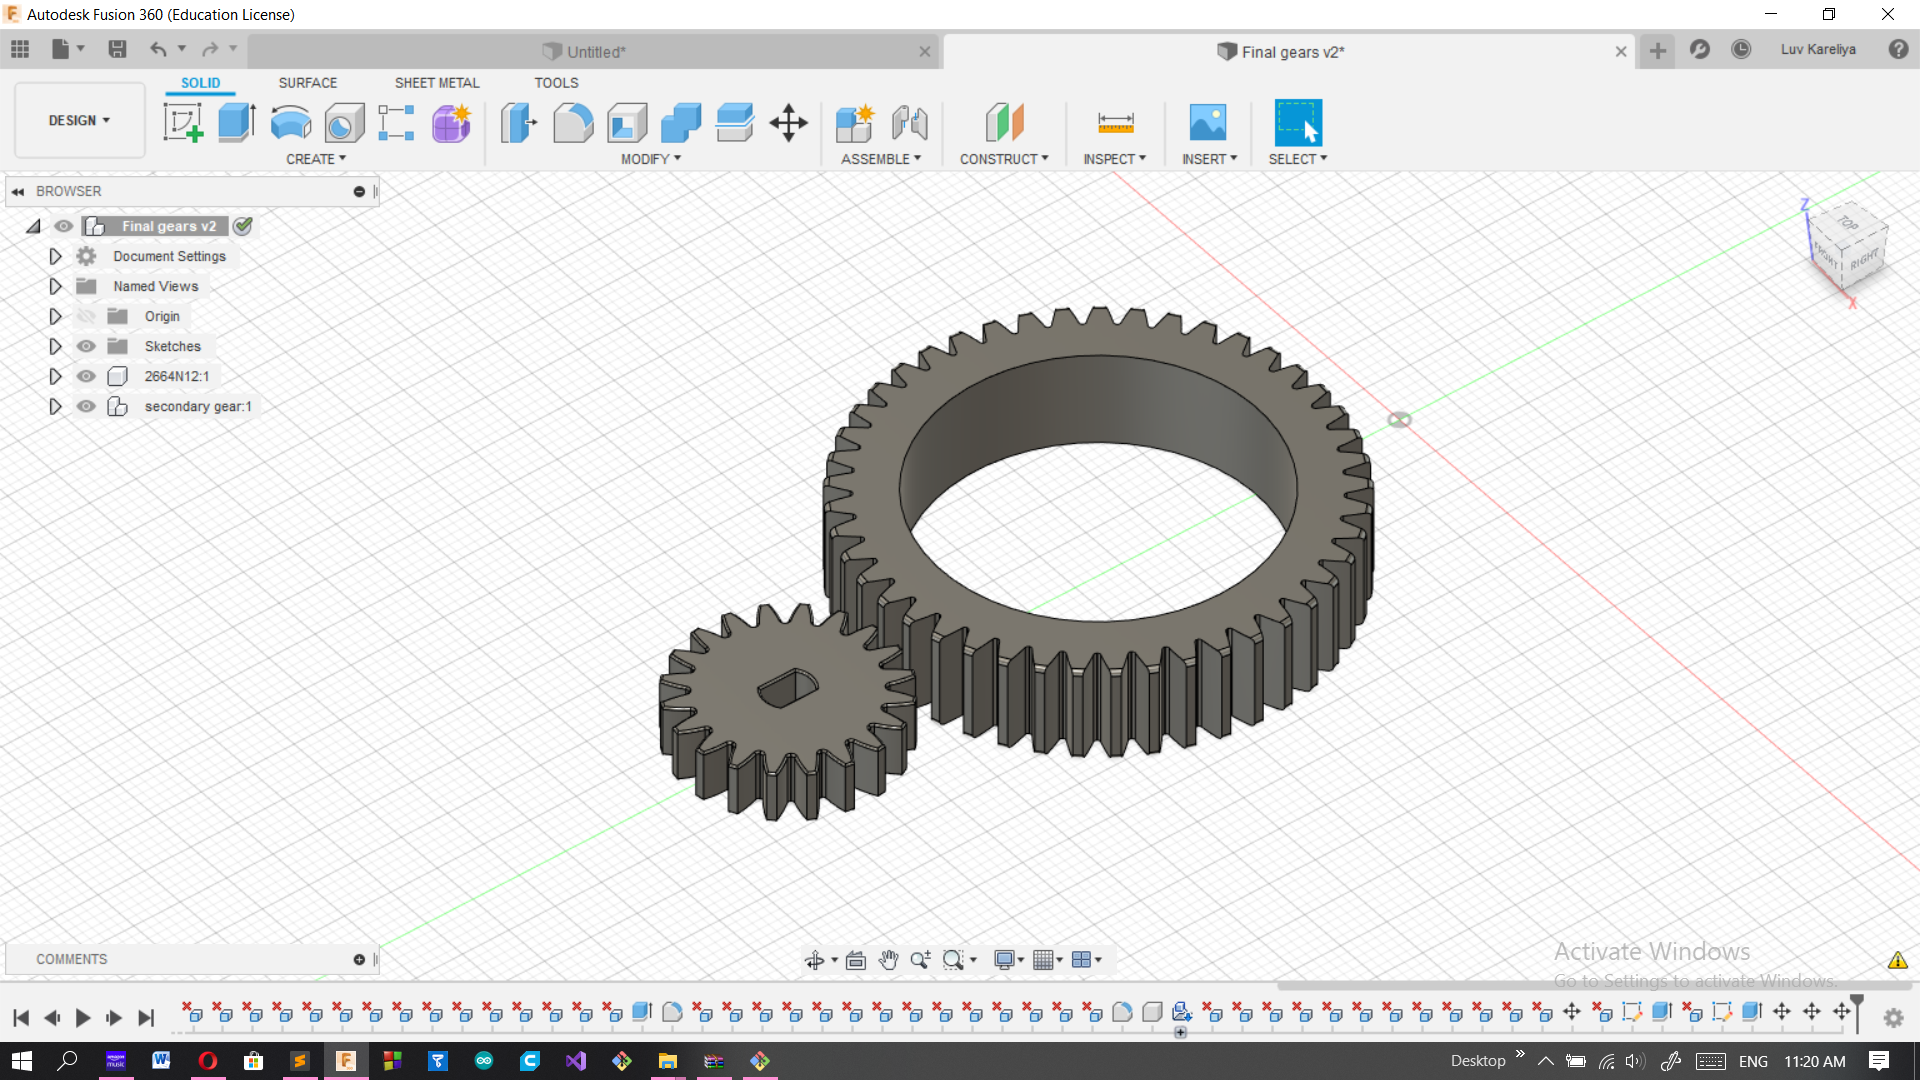 Autodesk Fusion 360 (Education License)
Untitled*
Final gears v2*
Luv Kareliya
DESIGN
SOLID
SURFACE
SHEET METAL
TOOLS
CREATE
MODIFY
ASSEMBLE
CONSTRUCT
INSPECT
INSERT
SELECT
BROWSER
Final gears v2
Document Settings
Named Views
Origin
Sketches
2664N12:1
secondary gear:1
Z
TOP
FRONT
RIGHT
X
COMMENTS
Activate Windows
Go to Settings to activate Windows.
amazon music
Desktop
ENG
11:20 AM